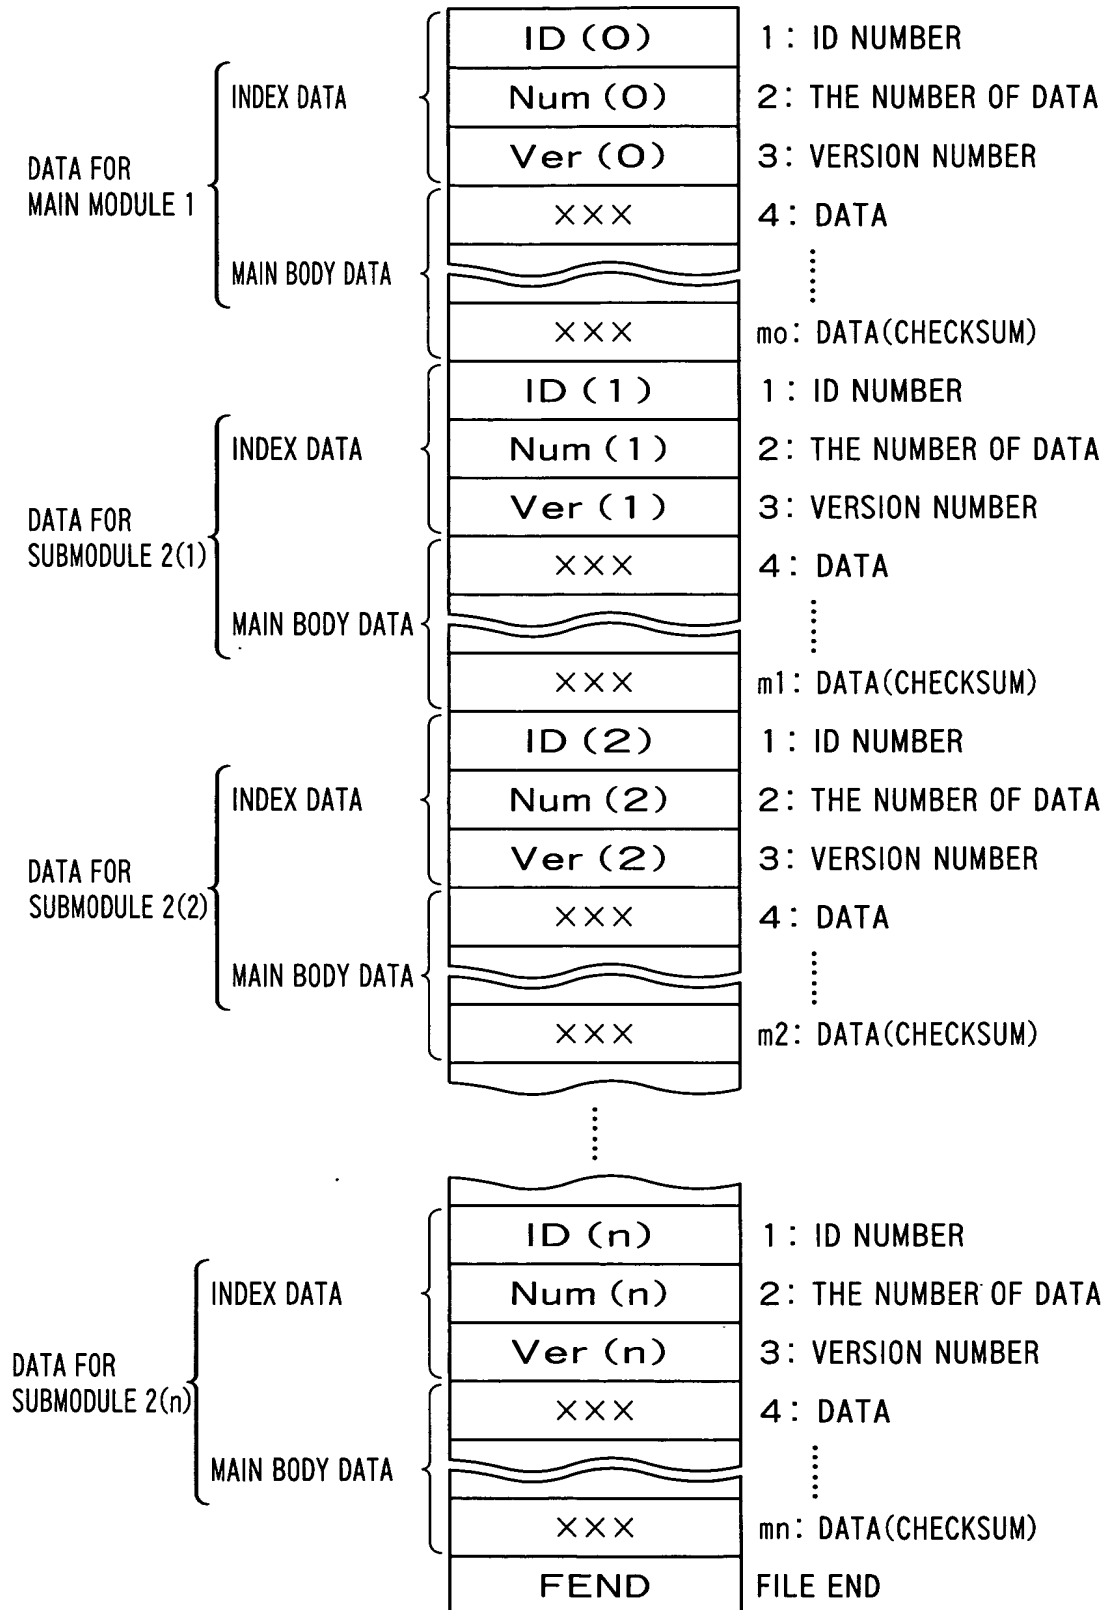 ID (0) 1: ID NUMBER
INDEX DATA Num (0) 2: THE NUMBER OF DATA
DATA FOR Ver (0) 3: VERSION NUMBER
MAIN MODULE 1 ××× 4: DATA
MAIN BODY DATA
××× mo: DATA(CHECKSUM)
ID (1) 1: ID NUMBER
INDEX DATA Num (1) 2: THE NUMBER OF DATA
DATA FOR Ver (1) 3: VERSION NUMBER
SUBMODULE 2(1) ××× 4: DATA
MAIN BODY DATA
××× m1: DATA(CHECKSUM)
ID (2) 1: ID NUMBER
INDEX DATA Num (2) 2: THE NUMBER OF DATA
DATA FOR Ver (2) 3: VERSION NUMBER
SUBMODULE 2(2) ××× 4: DATA
MAIN BODY DATA
××× m2: DATA(CHECKSUM)
ID (n) 1: ID NUMBER
INDEX DATA Num (n) 2: THE NUMBER OF DATA
DATA FOR Ver (n) 3: VERSION NUMBER
SUBMODULE 2(n) ××× 4: DATA
MAIN BODY DATA
××× mn: DATA(CHECKSUM)
FEND FILE END